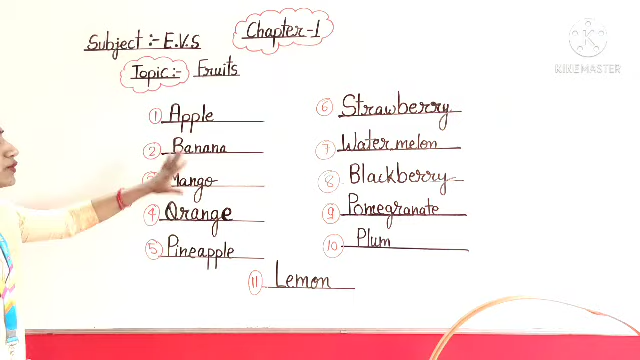 Chapter-1
Subject:- E.V.S
Topic:- Fruits
① Apple
② Banana
Mango
④ Orange
⑤ Pineapple
⑥ Strawberry
⑦ Water melon
⑧ Blackberry
⑨ Pomegranate
⑩ Plum
⑪ Lemon
KINEMASTER